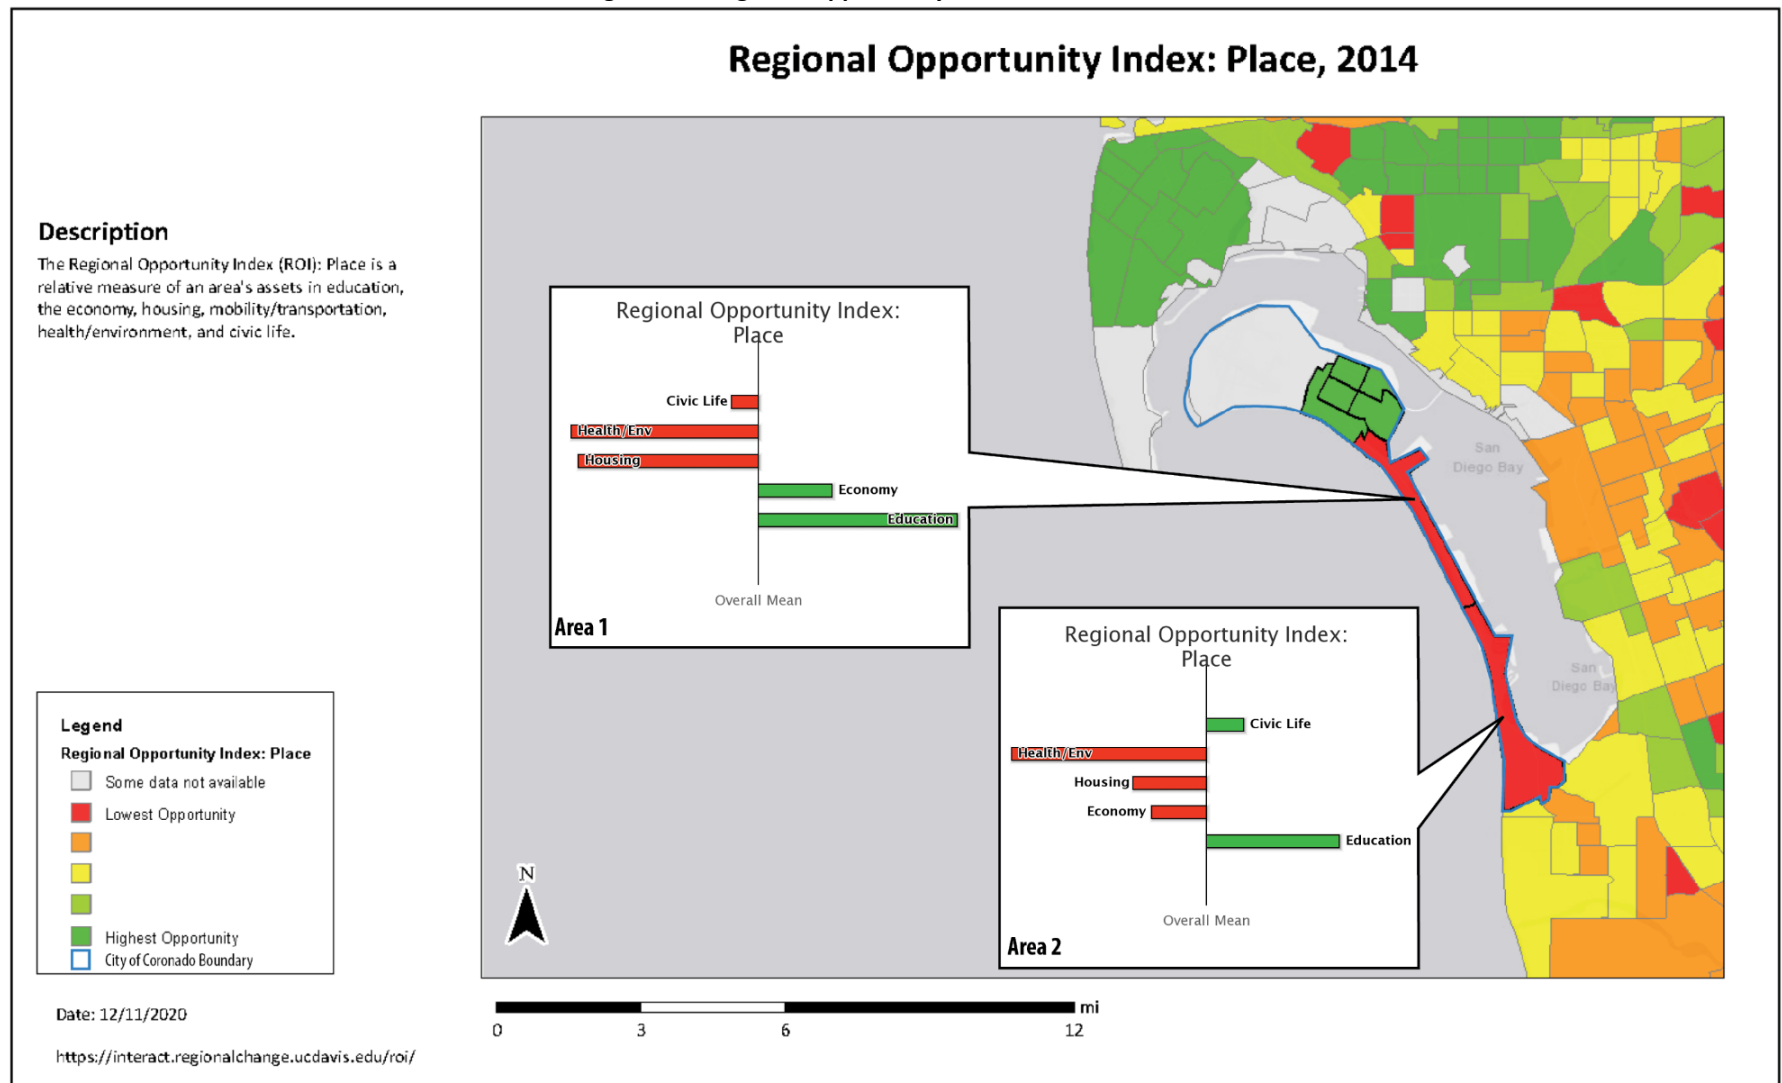 Regional Opportunity Index: Place, 2014
Description
The Regional Opportunity Index (ROI): Place is a
relative measure of an area's assets in education,
the economy, housing, mobility/transportation,
health/environment, and civic life.
Regional Opportunity Index:
Place
Civic Life
Health/Env
Housing
Economy
Education
Overall Mean
Area 1
San
Diego Bay
San
Diego Bay
Regional Opportunity Index:
Place
Civic Life
Health/Env
Housing
Economy
Education
Overall Mean
Area 2
Legend
Regional Opportunity Index: Place
Some data not available
Lowest Opportunity
Highest Opportunity
City of Coronado Boundary
N
mi
0 3 6 12
Date: 12/11/2020
https://interact.regionalchange.ucdavis.edu/roi/